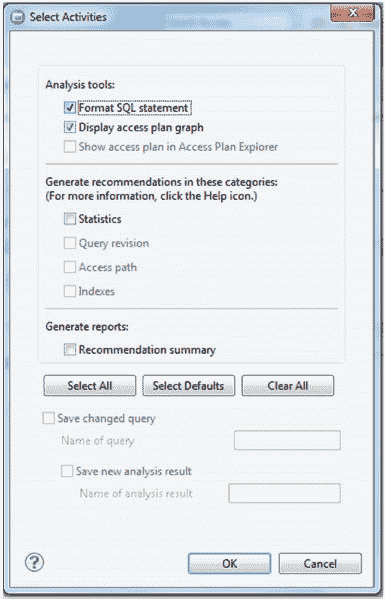 Select Activities
Analysis tools:
Format SQL statement
Display access plan graph
Show access plan in Access Plan Explorer
Generate recommendations in these categories:
(For more information, click the Help icon.)
Statistics
Query revision
Access path
Indexes
Generate reports:
Recommendation summary
Select All Select Defaults Clear All
Save changed query
Name of query
Save new analysis result
Name of analysis result
? OK Cancel